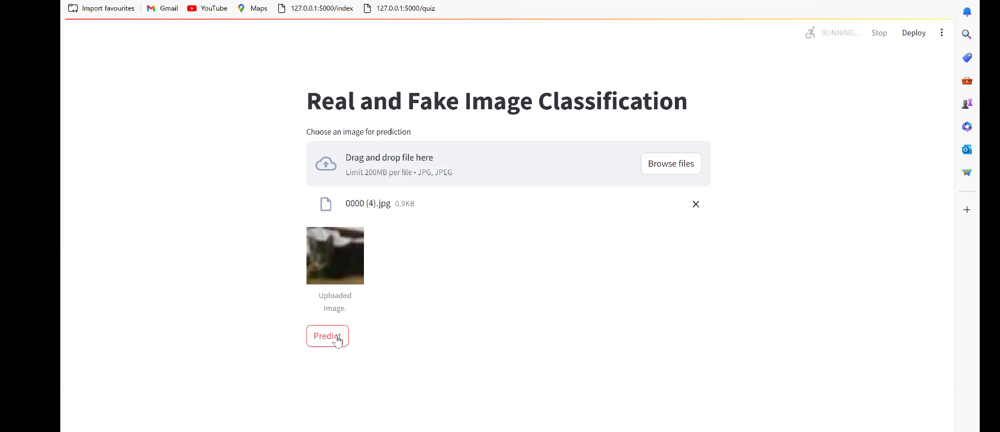 Import favourites Gmail YouTube Maps 127.0.0.1:5000/index 127.0.0.1:5000/quiz
RUNNING... Stop Deploy
Real and Fake Image Classification
Choose an image for prediction
Drag and drop file here
Limit 200MB per file • JPG, JPEG
Browse files
0000 (4).jpg 0.9KB
Uploaded
Image.
Predict